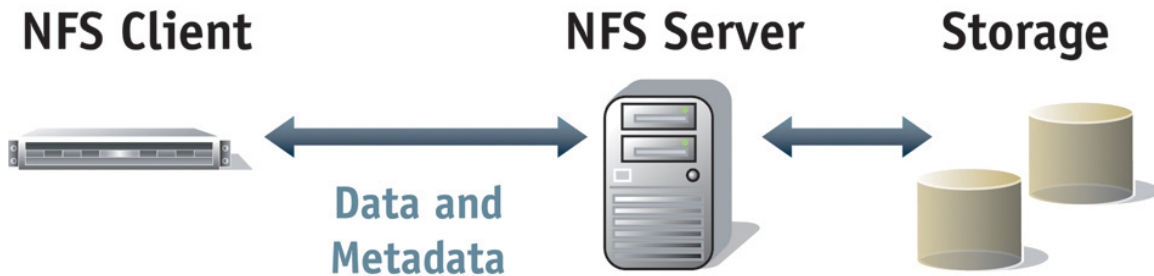 NFS Client
NFS Server
Storage
Data and
Metadata